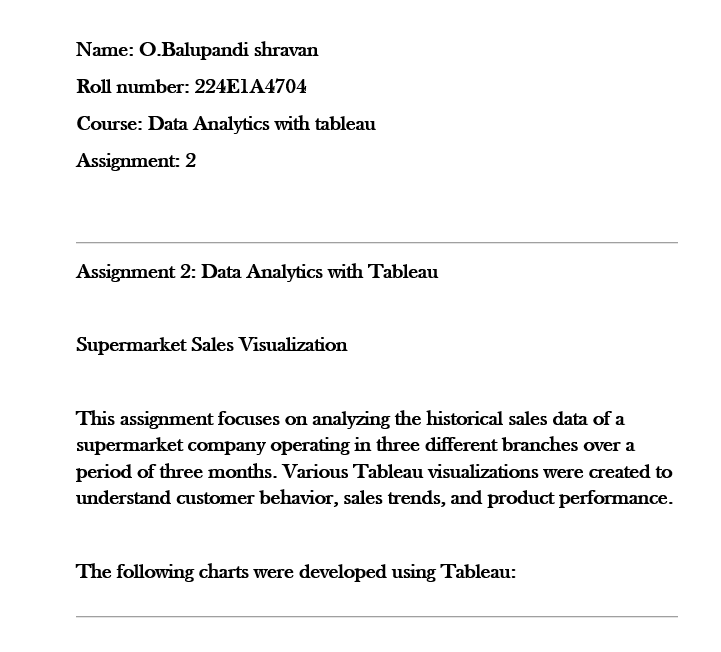 Name: O.Balupandi shravan
Roll number: 224E1A4704
Course: Data Analytics with tableau
Assignment: 2
Assignment 2: Data Analytics with Tableau
Supermarket Sales Visualization
This assignment focuses on analyzing the historical sales data of a
supermarket company operating in three different branches over a
period of three months. Various Tableau visualizations were created to
understand customer behavior, sales trends, and product performance.
The following charts were developed using Tableau: